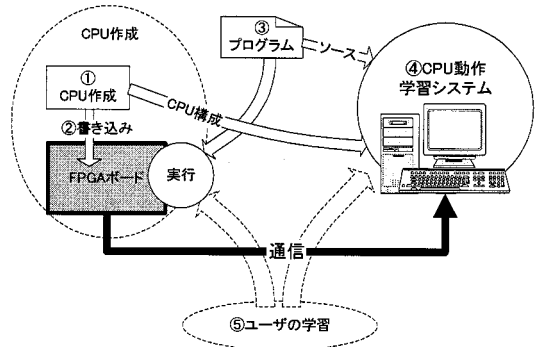 CPU作成
①
CPU作成
②書き込み
FPGAボード
実行
③
プログラム
ソース
CPU構成
④CPU動作
学習システム
通信
⑤ユーザの学習